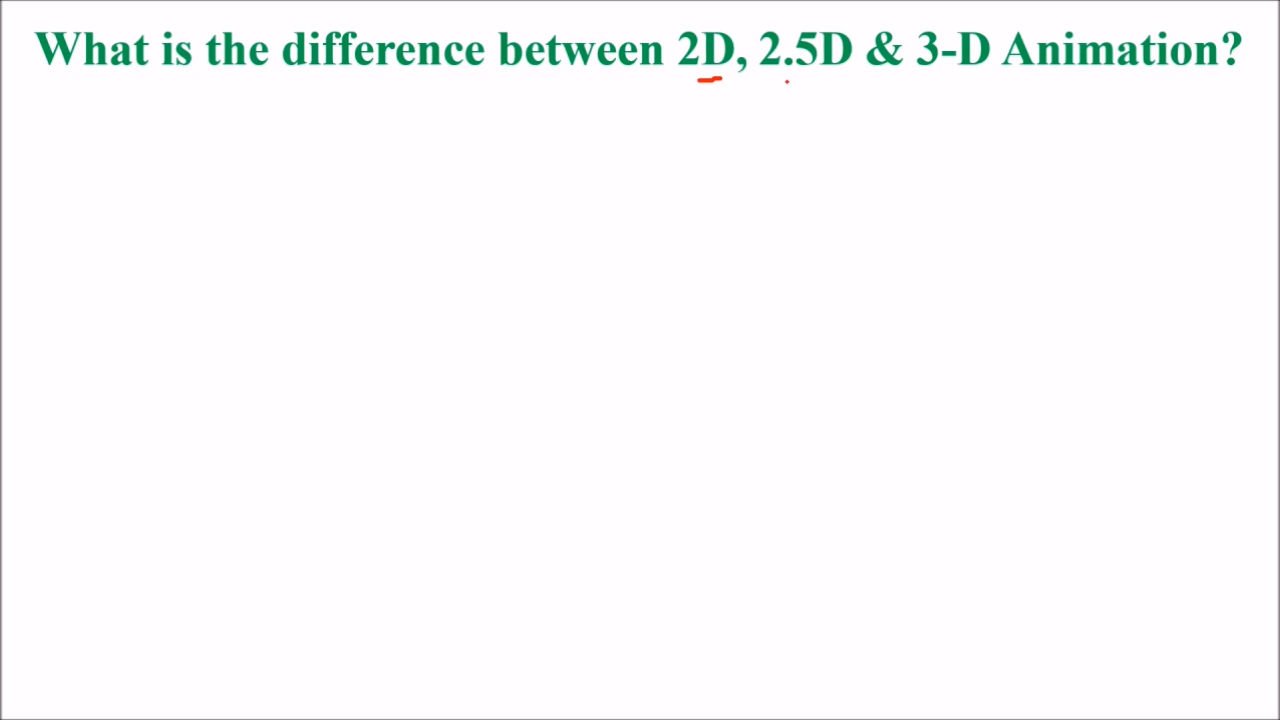 What is the difference between 2D, 2.5D & 3-D Animation?